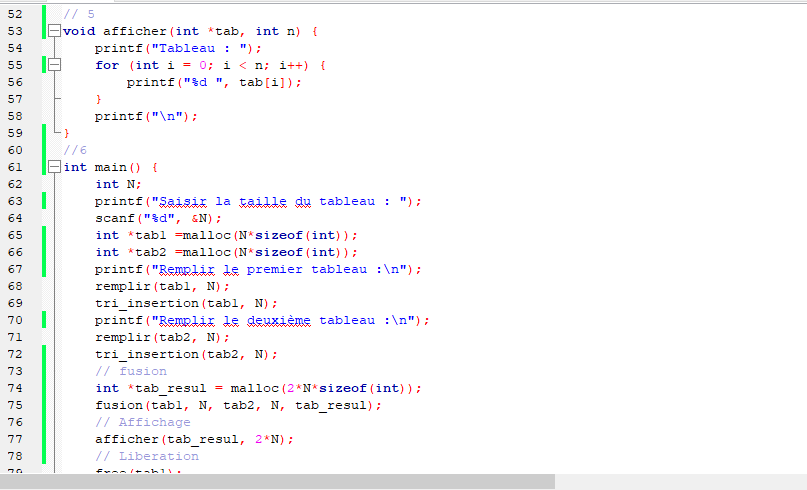 52 // 5
53 void afficher(int *tab, int n) {
54 printf("Tableau : ");
55 for (int i = 0; i < n; i++) {
56 printf("%d ", tab[i]);
57 }
58 printf("\n");
59 }
60 //6
61 int main() {
62 int N;
63 printf("Saisir la taille du tableau : ");
64 scanf("%d", &N);
65 int *tab1 =malloc(N*sizeof(int));
66 int *tab2 =malloc(N*sizeof(int));
67 printf("Remplir le premier tableau :\n");
68 remplir(tab1, N);
69 tri_insertion(tab1, N);
70 printf("Remplir le deuxième tableau :\n");
71 remplir(tab2, N);
72 tri_insertion(tab2, N);
73 // fusion
74 int *tab_resul = malloc(2*N*sizeof(int));
75 fusion(tab1, N, tab2, N, tab_resul);
76 // Affichage
77 afficher(tab_resul, 2*N);
78 // Liberation
79 free(tab1);